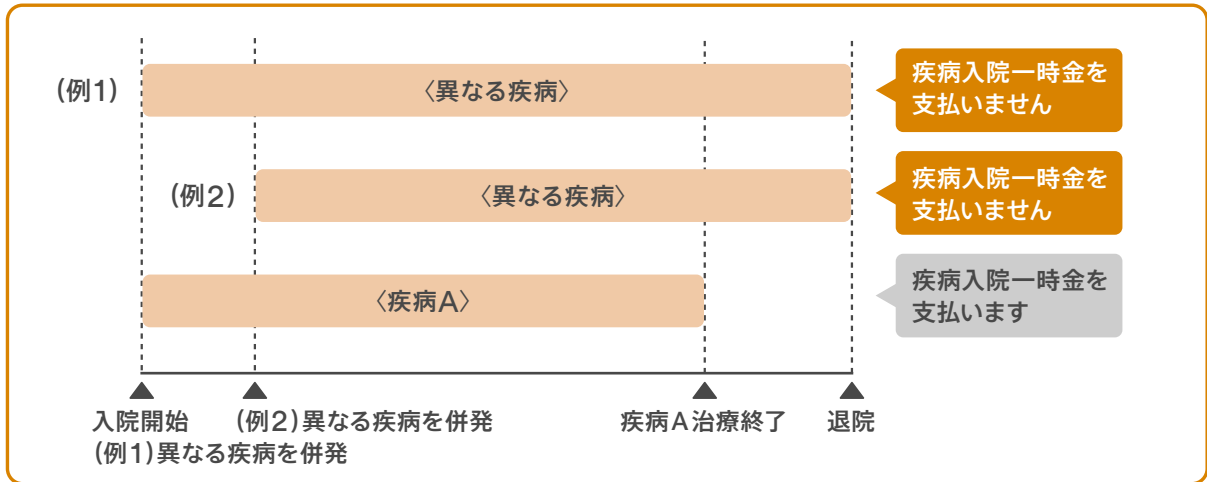 (例1)
〈異なる疾病〉
疾病入院一時金を
支払いません
(例2)
〈異なる疾病〉
疾病入院一時金を
支払いません
〈疾病A〉
疾病入院一時金を
支払います
入院開始
(例1)異なる疾病を併発
(例2)異なる疾病を併発
疾病A治療終了
退院